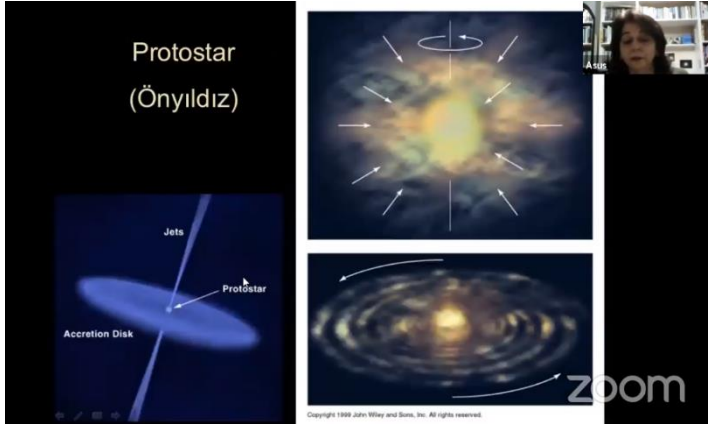 Protostar
(Önyıldız)
Jets
Protostar
Accretion Disk
Asus
zoom
Copyright 1999 John Wiley and Sons, Inc. All rights reserved.